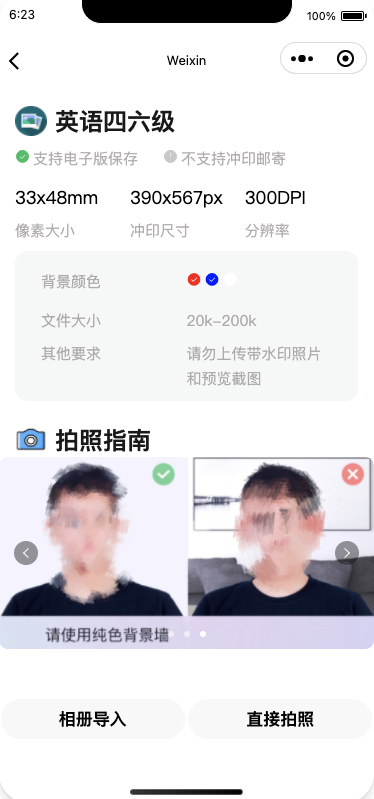 6:23
100%
Weixin
英语四六级
支持电子版保存
不支持冲印邮寄
33x48mm
390x567px
300DPI
像素大小
冲印尺寸
分辨率
背景颜色
文件大小
20k~200k
其他要求
请勿上传带水印照片
和预览截图
拍照指南
请使用纯色背景墙
相册导入
直接拍照